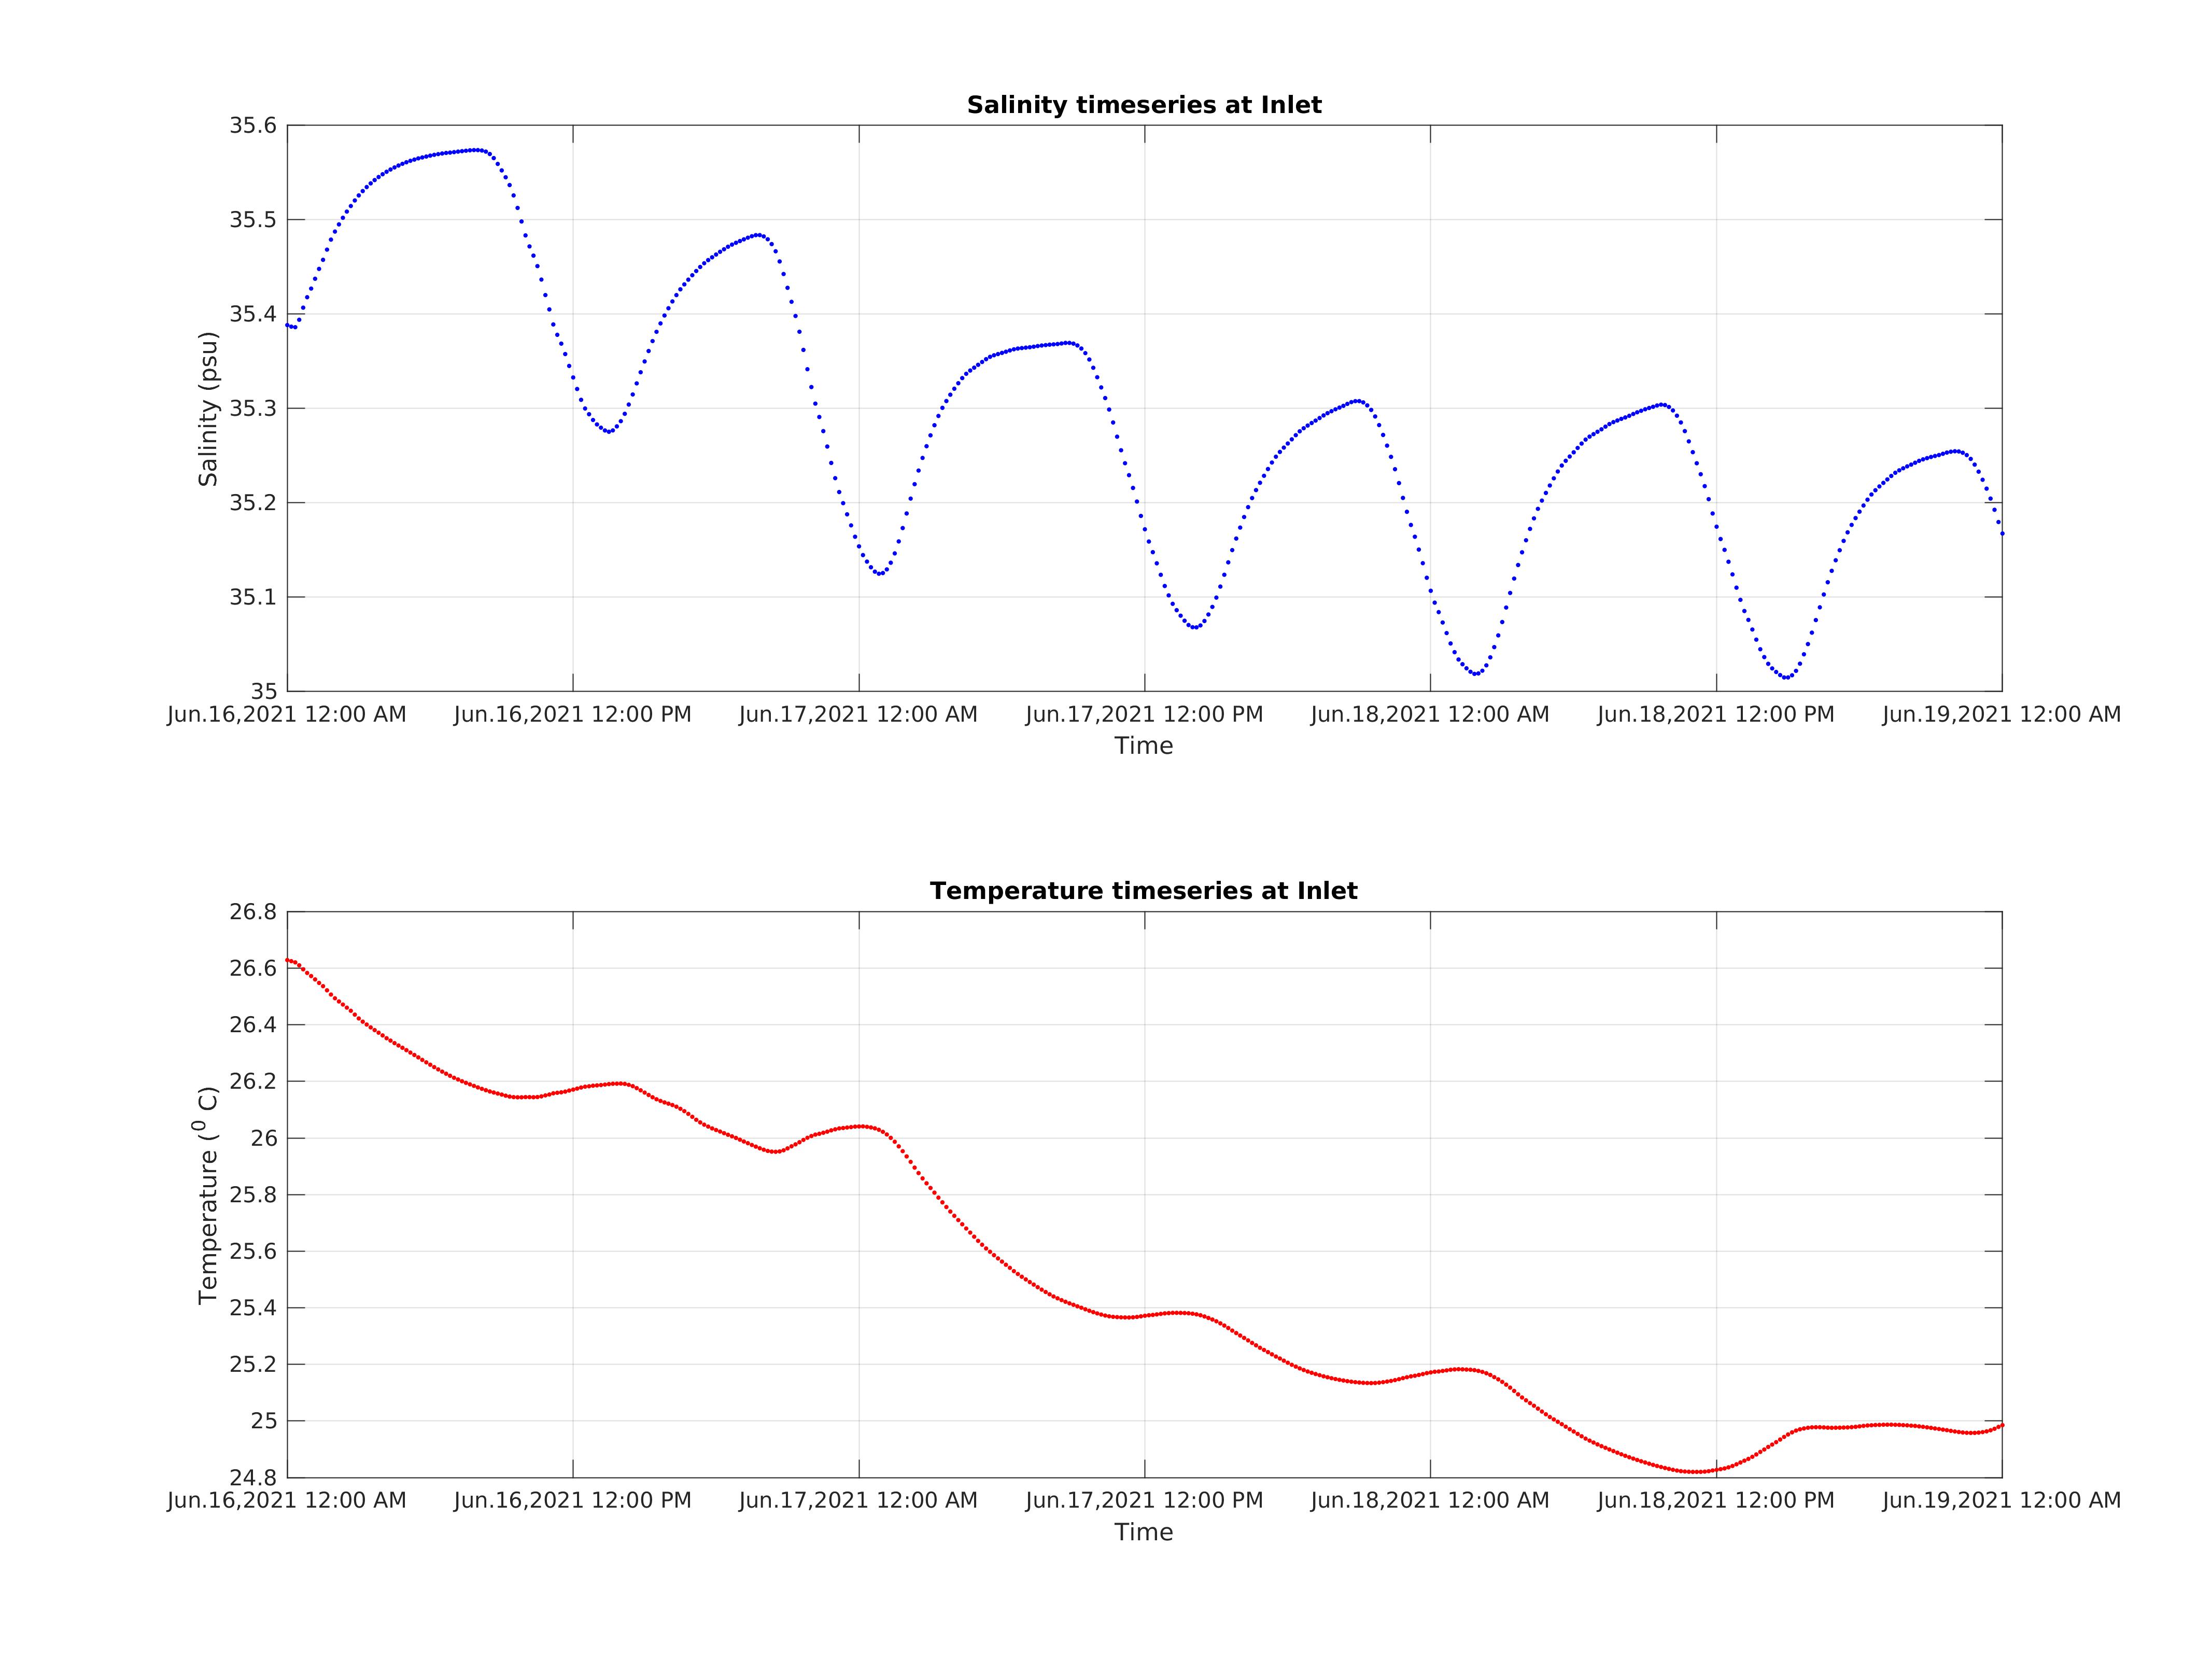 Salinity timeseries at Inlet
35.6
35.5
35.4
35.3
35.2
35.1
35
Salinity (psu)
Jun.16,2021 12:00 AM Jun.16,2021 12:00 PM Jun.17,2021 12:00 AM Jun.17,2021 12:00 PM Jun.18,2021 12:00 AM Jun.18,2021 12:00 PM Jun.19,2021 12:00 AM
Time
Temperature timeseries at Inlet
26.8
26.6
26.4
26.2
26
25.8
25.6
25.4
25.2
25
24.8
Temperature (⁰ C)
Jun.16,2021 12:00 AM Jun.16,2021 12:00 PM Jun.17,2021 12:00 AM Jun.17,2021 12:00 PM Jun.18,2021 12:00 AM Jun.18,2021 12:00 PM Jun.19,2021 12:00 AM
Time